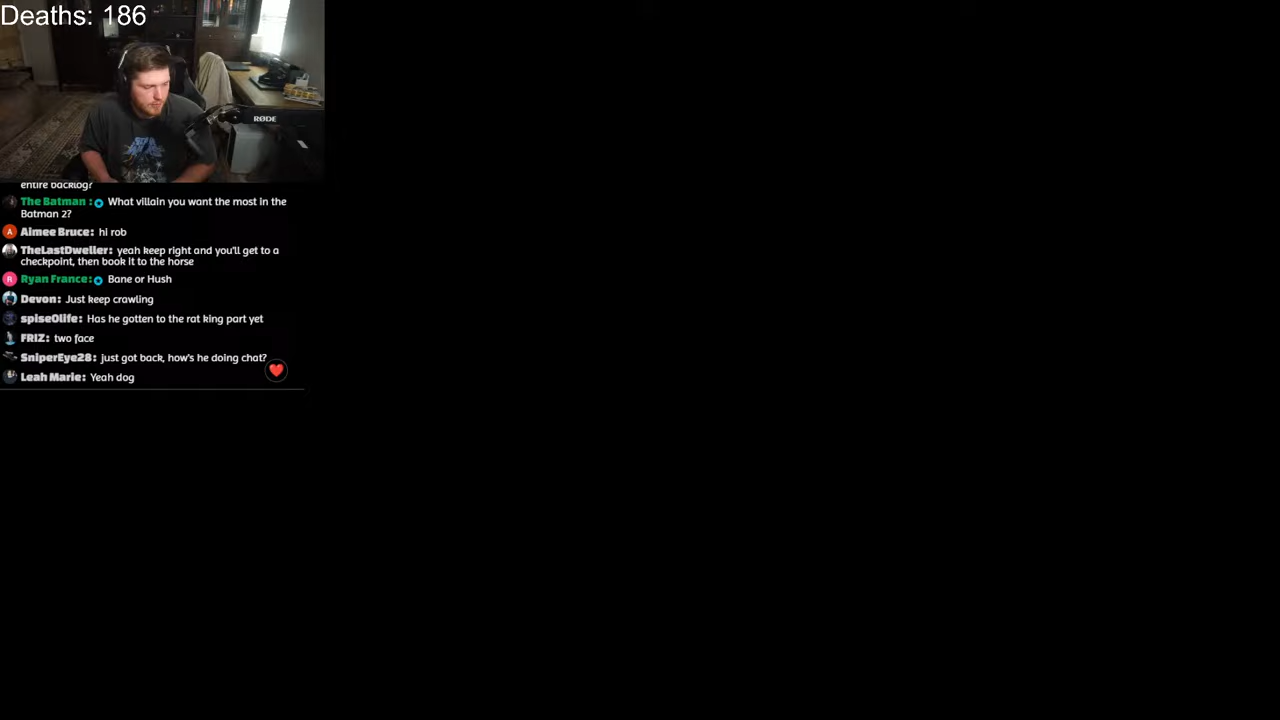 Deaths: 186
RØDE
entire backlog?
The Batman : What villain you want the most in the
Batman 2?
A Aimee Bruce: hi rob
TheLastDweller: yeah keep right and you'll get to a
checkpoint, then book it to the horse
R Ryan France: Bane or Hush
Devon: Just keep crawling
spiseOlife: Has he gotten to the rat king part yet
FRIZ: two face
SniperEye28: just got back, how's he doing chat?
Leah Marie: Yeah dog